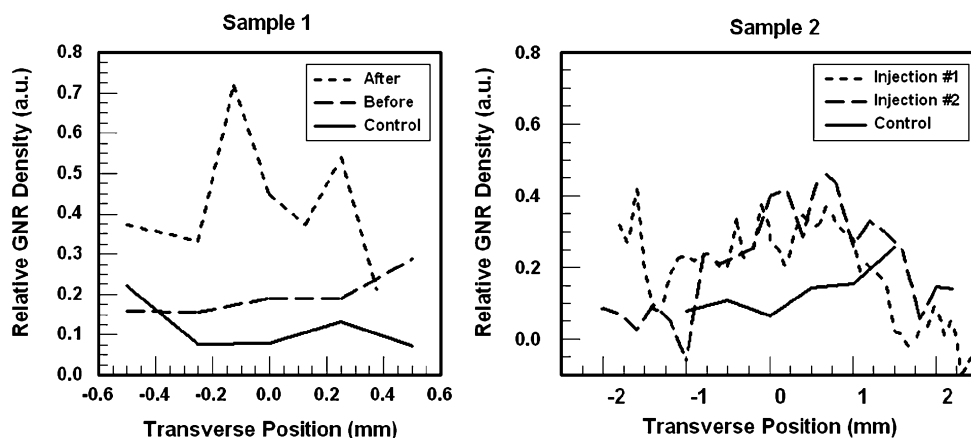 Sample 1
Relative GNR Density (a.u.)
0.8
0.7
0.6
0.5
0.4
0.3
0.2
0.1
0.0
After
Before
Control
-0.6 -0.4 -0.2 0.0 0.2 0.4 0.6
Transverse Position (mm)
Sample 2
Relative GNR Density (a.u.)
0.8
0.6
0.4
0.2
0.0
Injection #1
Injection #2
Control
-2 -1 0 1 2
Transverse Position (mm)